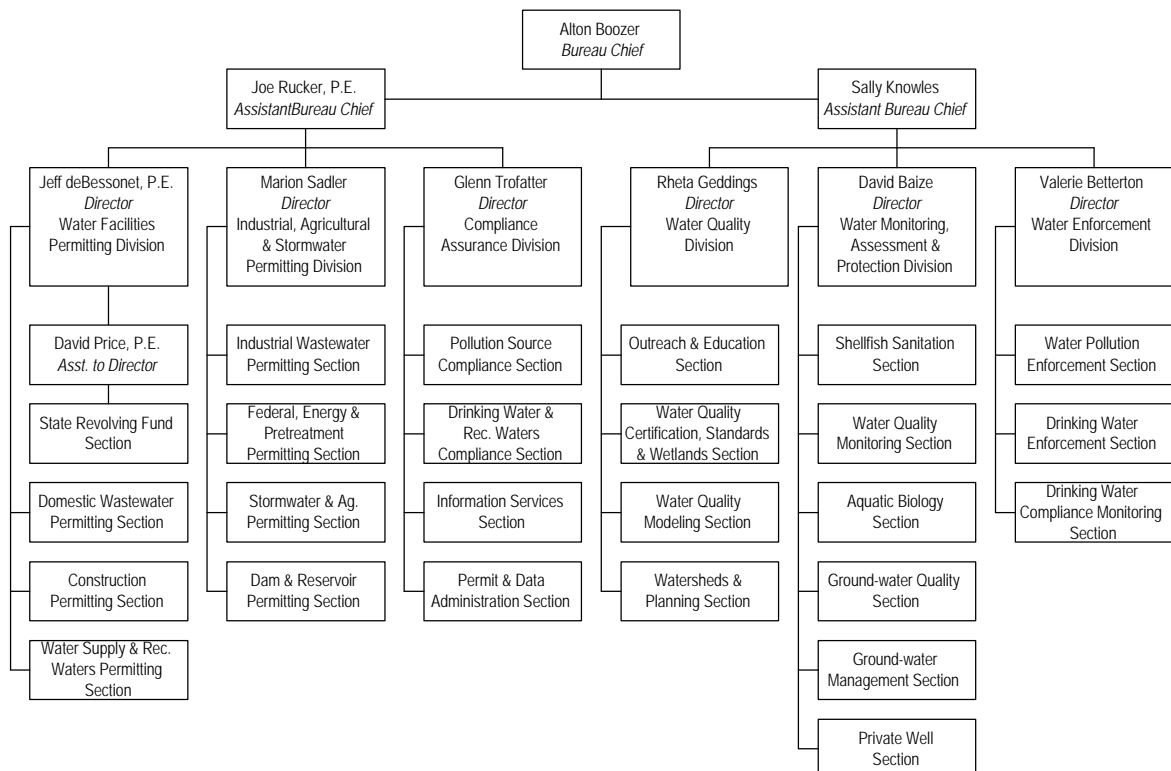 Alton Boozer
Bureau Chief
Joe Rucker, P.E.
AssistantBureau Chief
Sally Knowles
Assistant Bureau Chief
Jeff deBessonet, P.E.
Director
Water Facilities
Permitting Division
Marion Sadler
Director
Industrial, Agricultural
& Stormwater
Permitting Division
Glenn Trofatter
Director
Compliance
Assurance Division
Rheta Geddings
Director
Water Quality
Division
David Baize
Director
Water Monitoring,
Assessment &
Protection Division
Valerie Betterton
Director
Water Enforcement
Division
David Price, P.E.
Asst. to Director
State Revolving Fund
Section
Domestic Wastewater
Permitting Section
Construction
Permitting Section
Water Supply & Rec.
Waters Permitting
Section
Industrial Wastewater
Permitting Section
Federal, Energy &
Pretreatment
Permitting Section
Stormwater & Ag.
Permitting Section
Dam & Reservoir
Permitting Section
Pollution Source
Compliance Section
Drinking Water &
Rec. Waters
Compliance Section
Information Services
Section
Permit & Data
Administration Section
Outreach & Education
Section
Water Quality
Certification, Standards
& Wetlands Section
Water Quality
Modeling Section
Watersheds &
Planning Section
Shellfish Sanitation
Section
Water Quality
Monitoring Section
Aquatic Biology
Section
Ground-water Quality
Section
Ground-water
Management Section
Private Well
Section
Water Pollution
Enforcement Section
Drinking Water
Enforcement Section
Drinking Water
Compliance Monitoring
Section